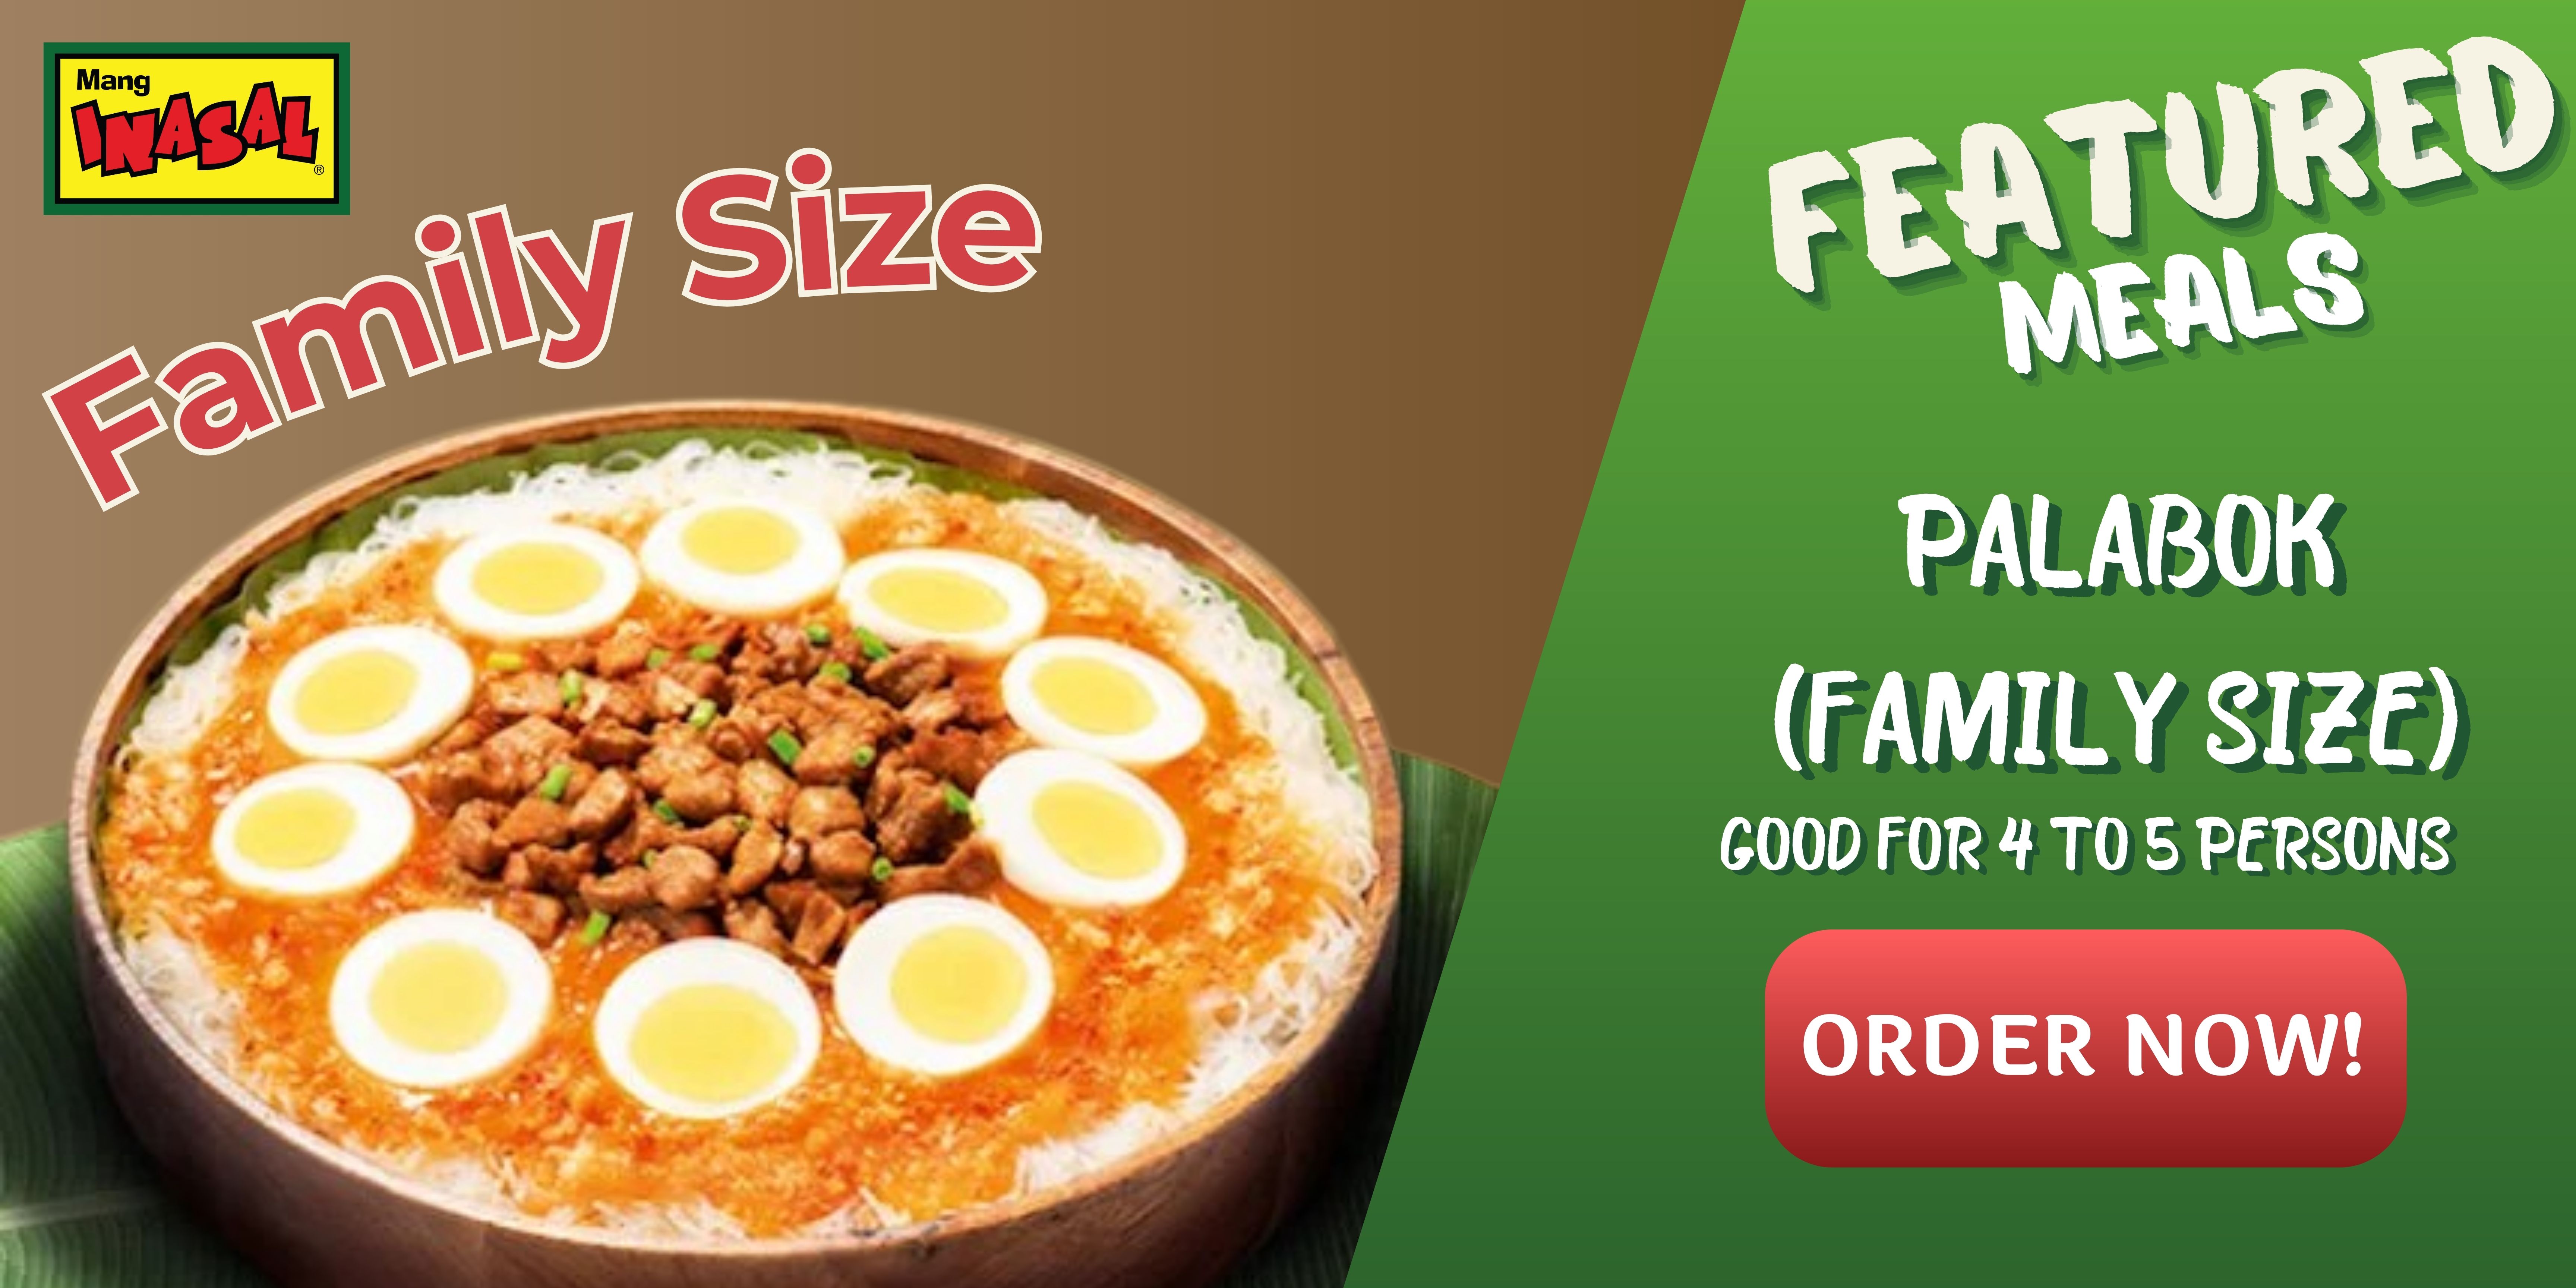 Mang
INASAL
®
Family Size
FEATURED
MEALS
PALABOK
(FAMILY SIZE)
GOOD FOR 4 TO 5 PERSONS
ORDER NOW!